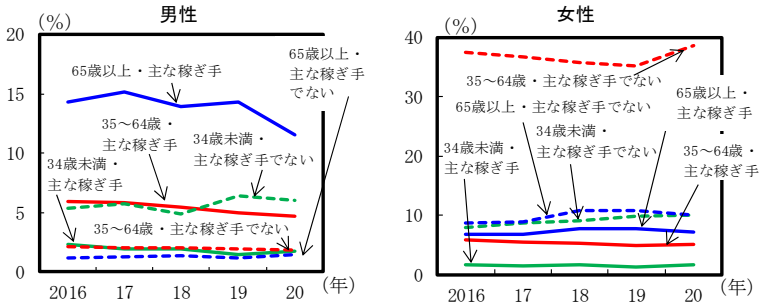 男性
(%)
20
15
10
5
0
65歳以上・主な稼ぎ手
65歳以上・
主な稼ぎ手
でない
35～64歳・
主な稼ぎ手
34歳未満・
主な稼ぎ手でない
34歳未満・
主な稼ぎ手
35～64歳・主な稼ぎ手でない
2016
17
18
19
20
(年)
女性
(%)
40
30
20
10
0
35～64歳・主な稼ぎ手でない
65歳以上・主な稼ぎ手でない
65歳以上・
主な稼ぎ手
34歳未満・
主な稼ぎ手でない
34歳未満・
主な稼ぎ手
35～64歳・
主な稼ぎ手
2016
17
18
19
20
(年)